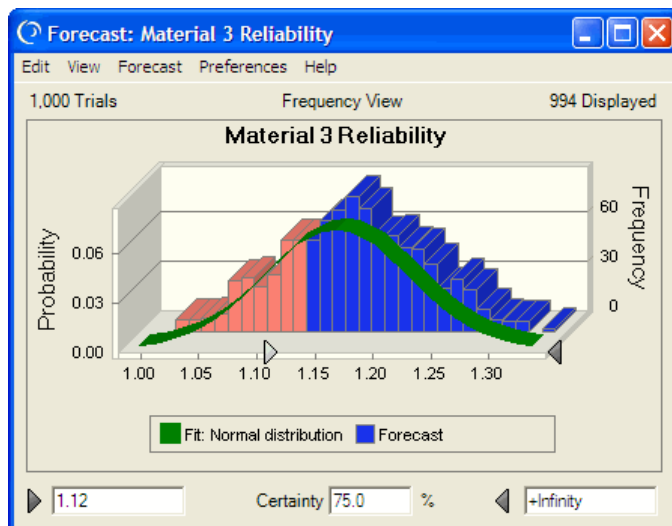 Forecast: Material 3 Reliability
Edit View Forecast Preferences Help
1,000 Trials Frequency View 994 Displayed
Material 3 Reliability
Probability
0.06
0.03
0.00
Frequency
60
30
0
1.00 1.05 1.10 1.15 1.20 1.25 1.30
Fit: Normal distribution Forecast
1.12 Certainty 75.0 % +Infinity